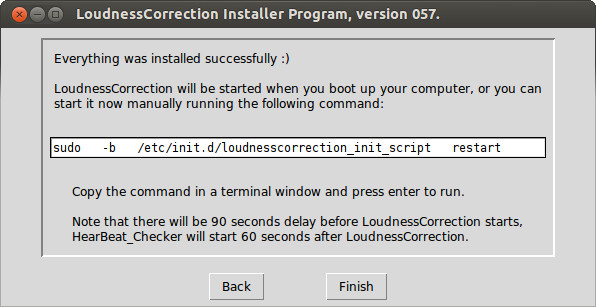 LoudnessCorrection Installer Program, version 057.
Everything was installed successfully :)
LoudnessCorrection will be started when you boot up your computer, or you can
start it now manually running the following command:
sudo -b /etc/init.d/loudnesscorrection_init_script restart
Copy the command in a terminal window and press enter to run.
Note that there will be 90 seconds delay before LoudnessCorrection starts,
HearBeat_Checker will start 60 seconds after LoudnessCorrection.
Back Finish